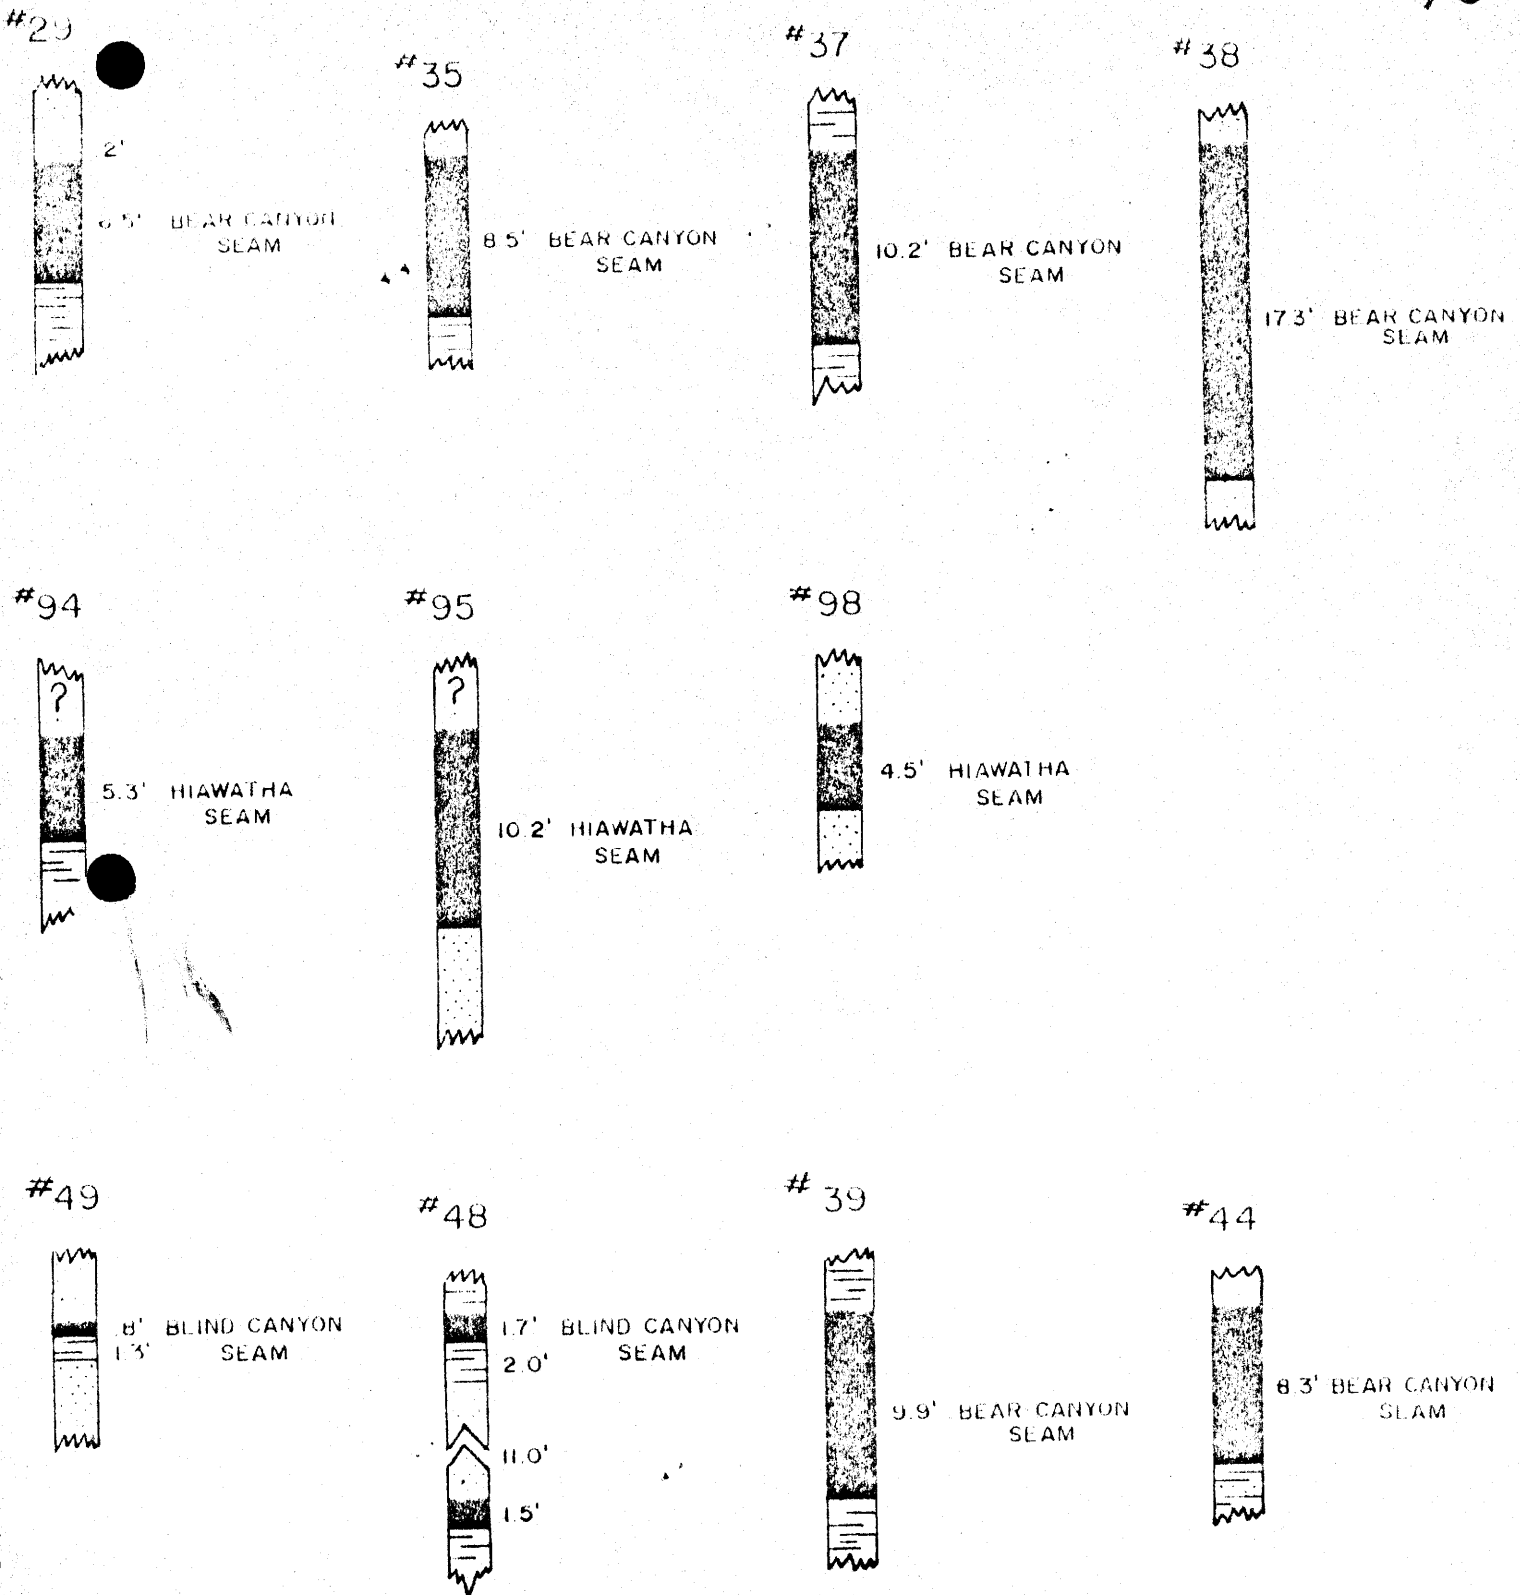 #29
#35
#37
#38
2'
6.5' BEAR CANYON
SEAM
8.5' BEAR CANYON
SEAM
10.2' BEAR CANYON
SEAM
17.3' BEAR CANYON
SEAM
#94
#95
#98
?
?
5.3' HIAWATHA
SEAM
10.2' HIAWATHA
SEAM
4.5' HIAWATHA
SEAM
#49
#48
#39
#44
.8' BLIND CANYON
1.3' SEAM
1.7' BLIND CANYON
SEAM
2.0'
11.0'
1.5'
9.9' BEAR CANYON
SEAM
8.3' BEAR CANYON
SEAM